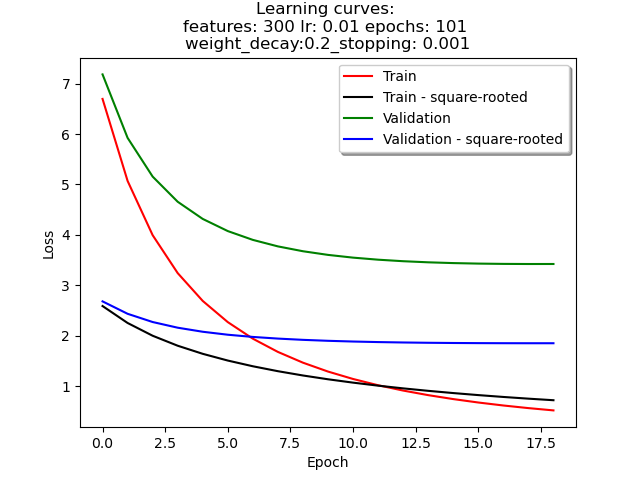 Learning curves:
features: 300 lr: 0.01 epochs: 101
weight_decay:0.2_stopping: 0.001
Train
Train - square-rooted
Validation
Validation - square-rooted
7
6
5
4
3
2
1
Loss
0.0 2.5 5.0 7.5 10.0 12.5 15.0 17.5
Epoch